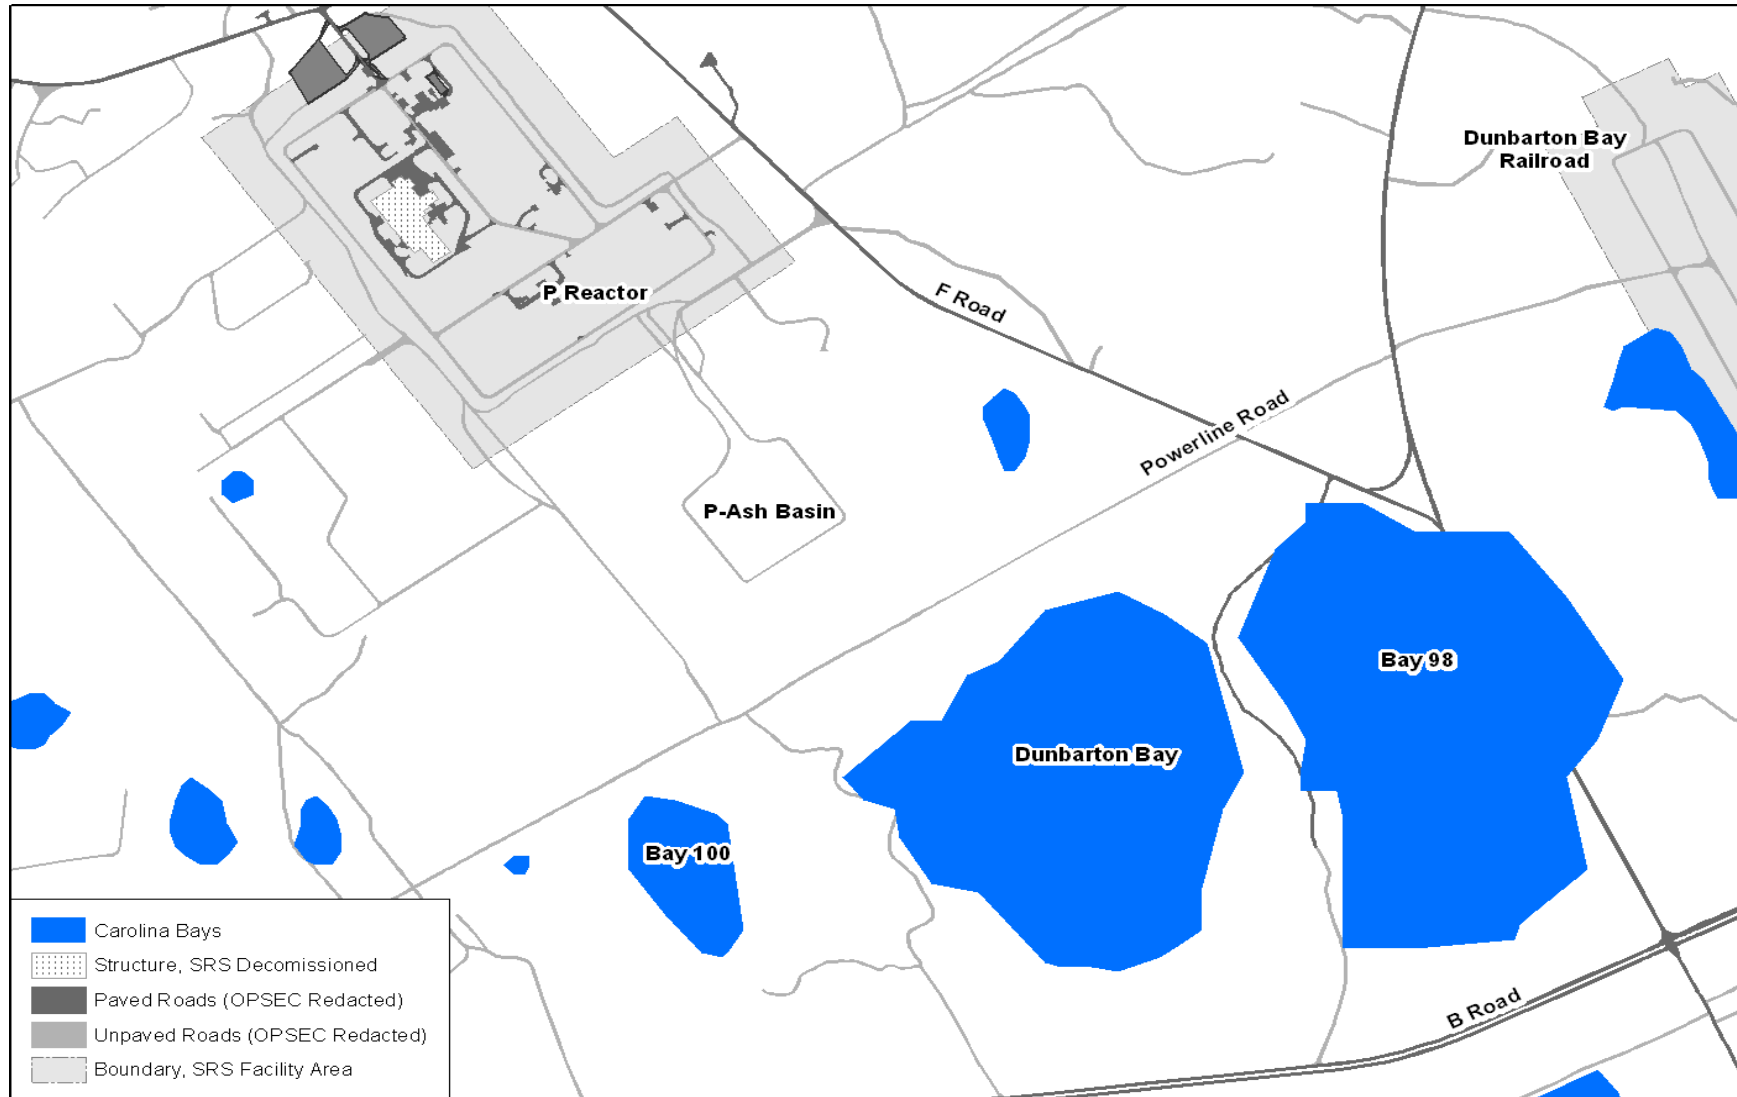 Dunbarton Bay
Railroad
P Reactor
F Road
Powerline Road
P-Ash Basin
Bay 98
Dunbarton Bay
Bay 100
B Road
Carolina Bays
Structure, SRS Decomissioned
Paved Roads (OPSEC Redacted)
Unpaved Roads (OPSEC Redacted)
Boundary, SRS Facility Area